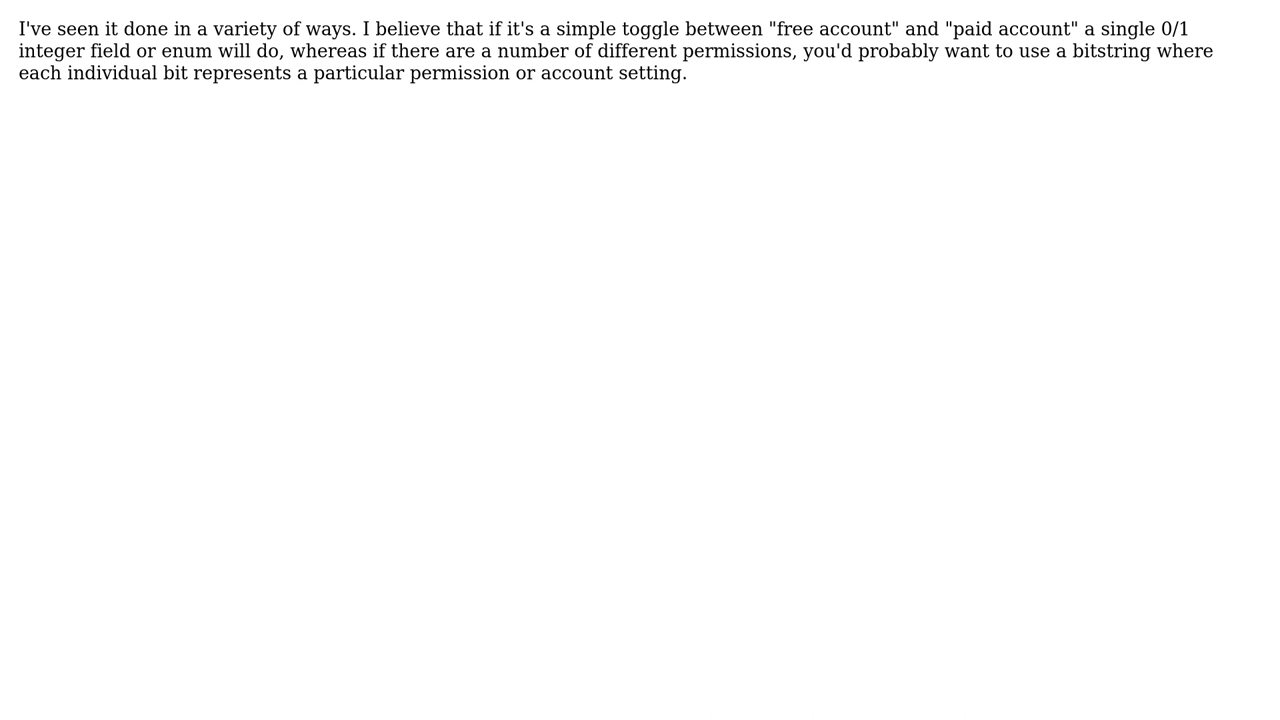 I've seen it done in a variety of ways. I believe that if it's a simple toggle between "free account" and "paid account" a single 0/1
integer field or enum will do, whereas if there are a number of different permissions, you'd probably want to use a bitstring where
each individual bit represents a particular permission or account setting.